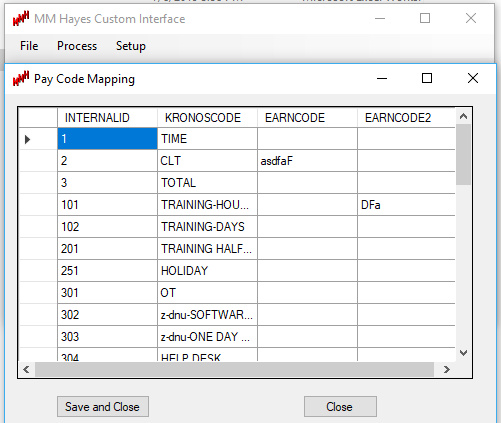 MM Hayes Custom Interface
File Process Setup
Pay Code Mapping
INTERNALID KRONOSCODE EARNCODE EARNCODE2
1 TIME
2 CLT asdfaF
3 TOTAL
101 TRAINING-HOU... DFa
102 TRAINING-DAYS
201 TRAINING HALF...
251 HOLIDAY
301 OT
302 z-dnu-SOFTWAR...
303 z-dnu-ONE DAY ...
304 HELP DESK
Save and Close Close